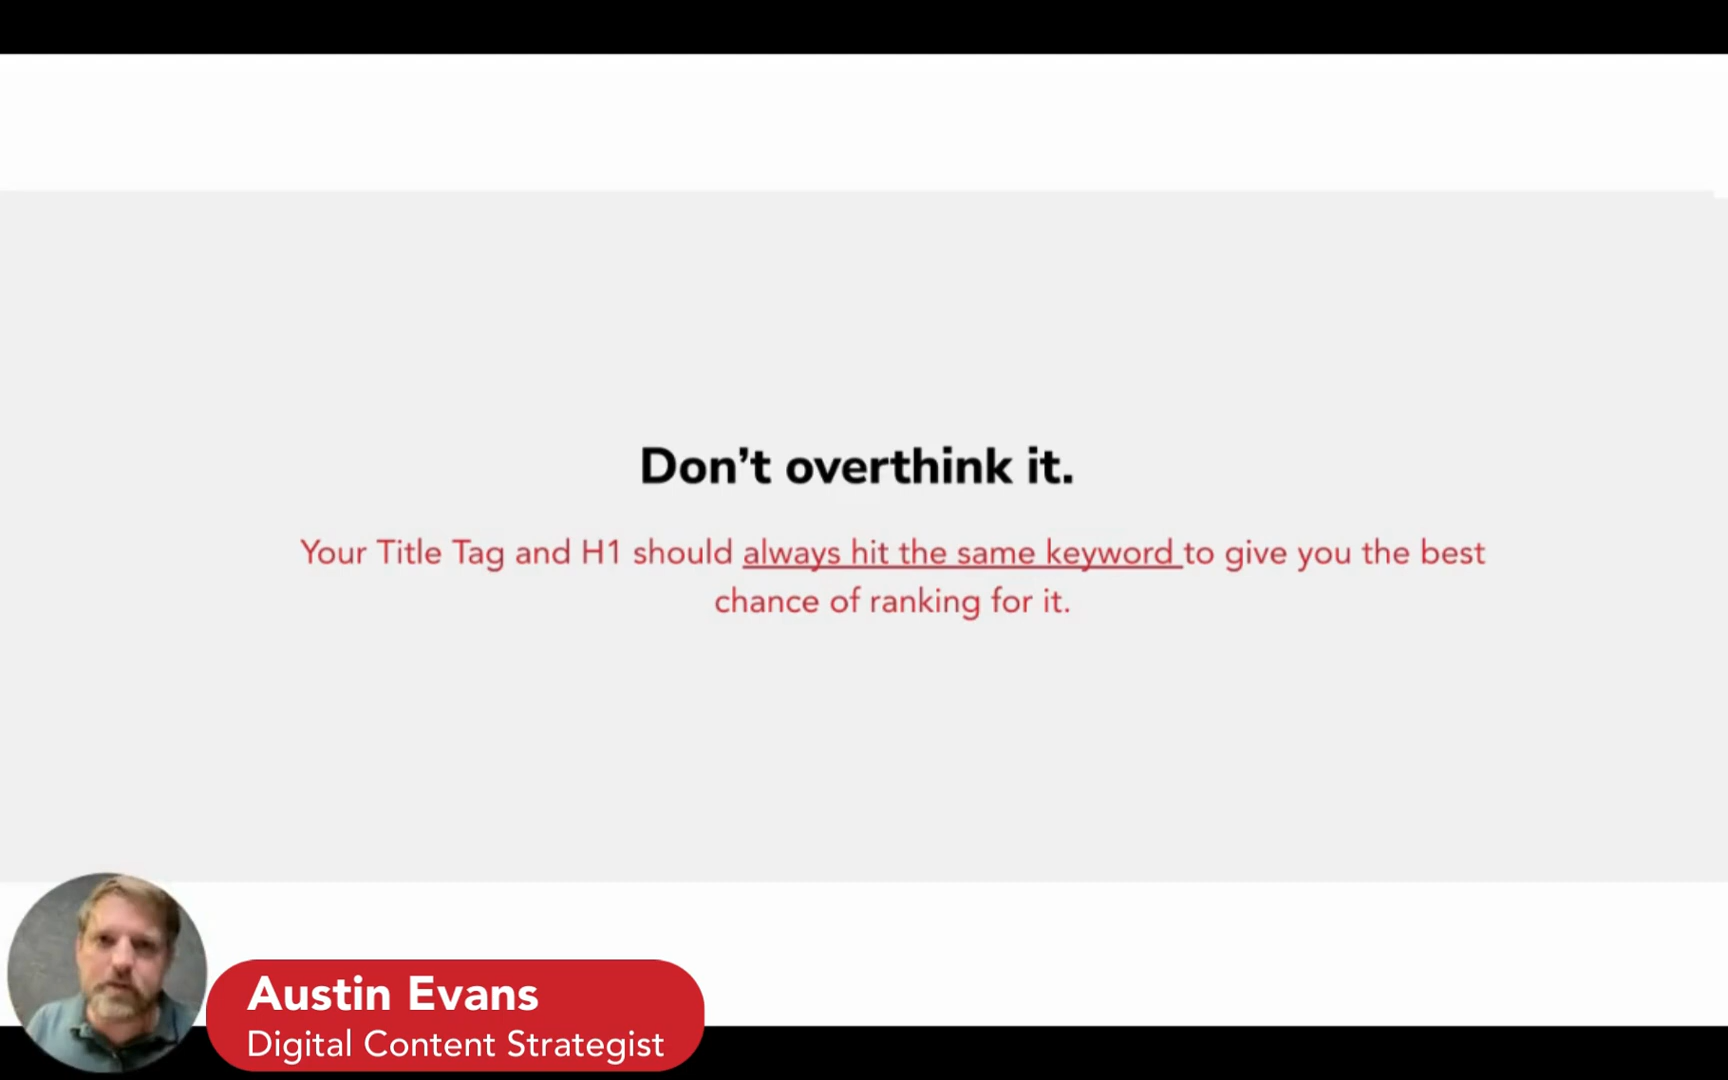 Don’t overthink it.
Your Title Tag and H1 should always hit the same keyword to give you the best
chance of ranking for it.
Austin Evans
Digital Content Strategist